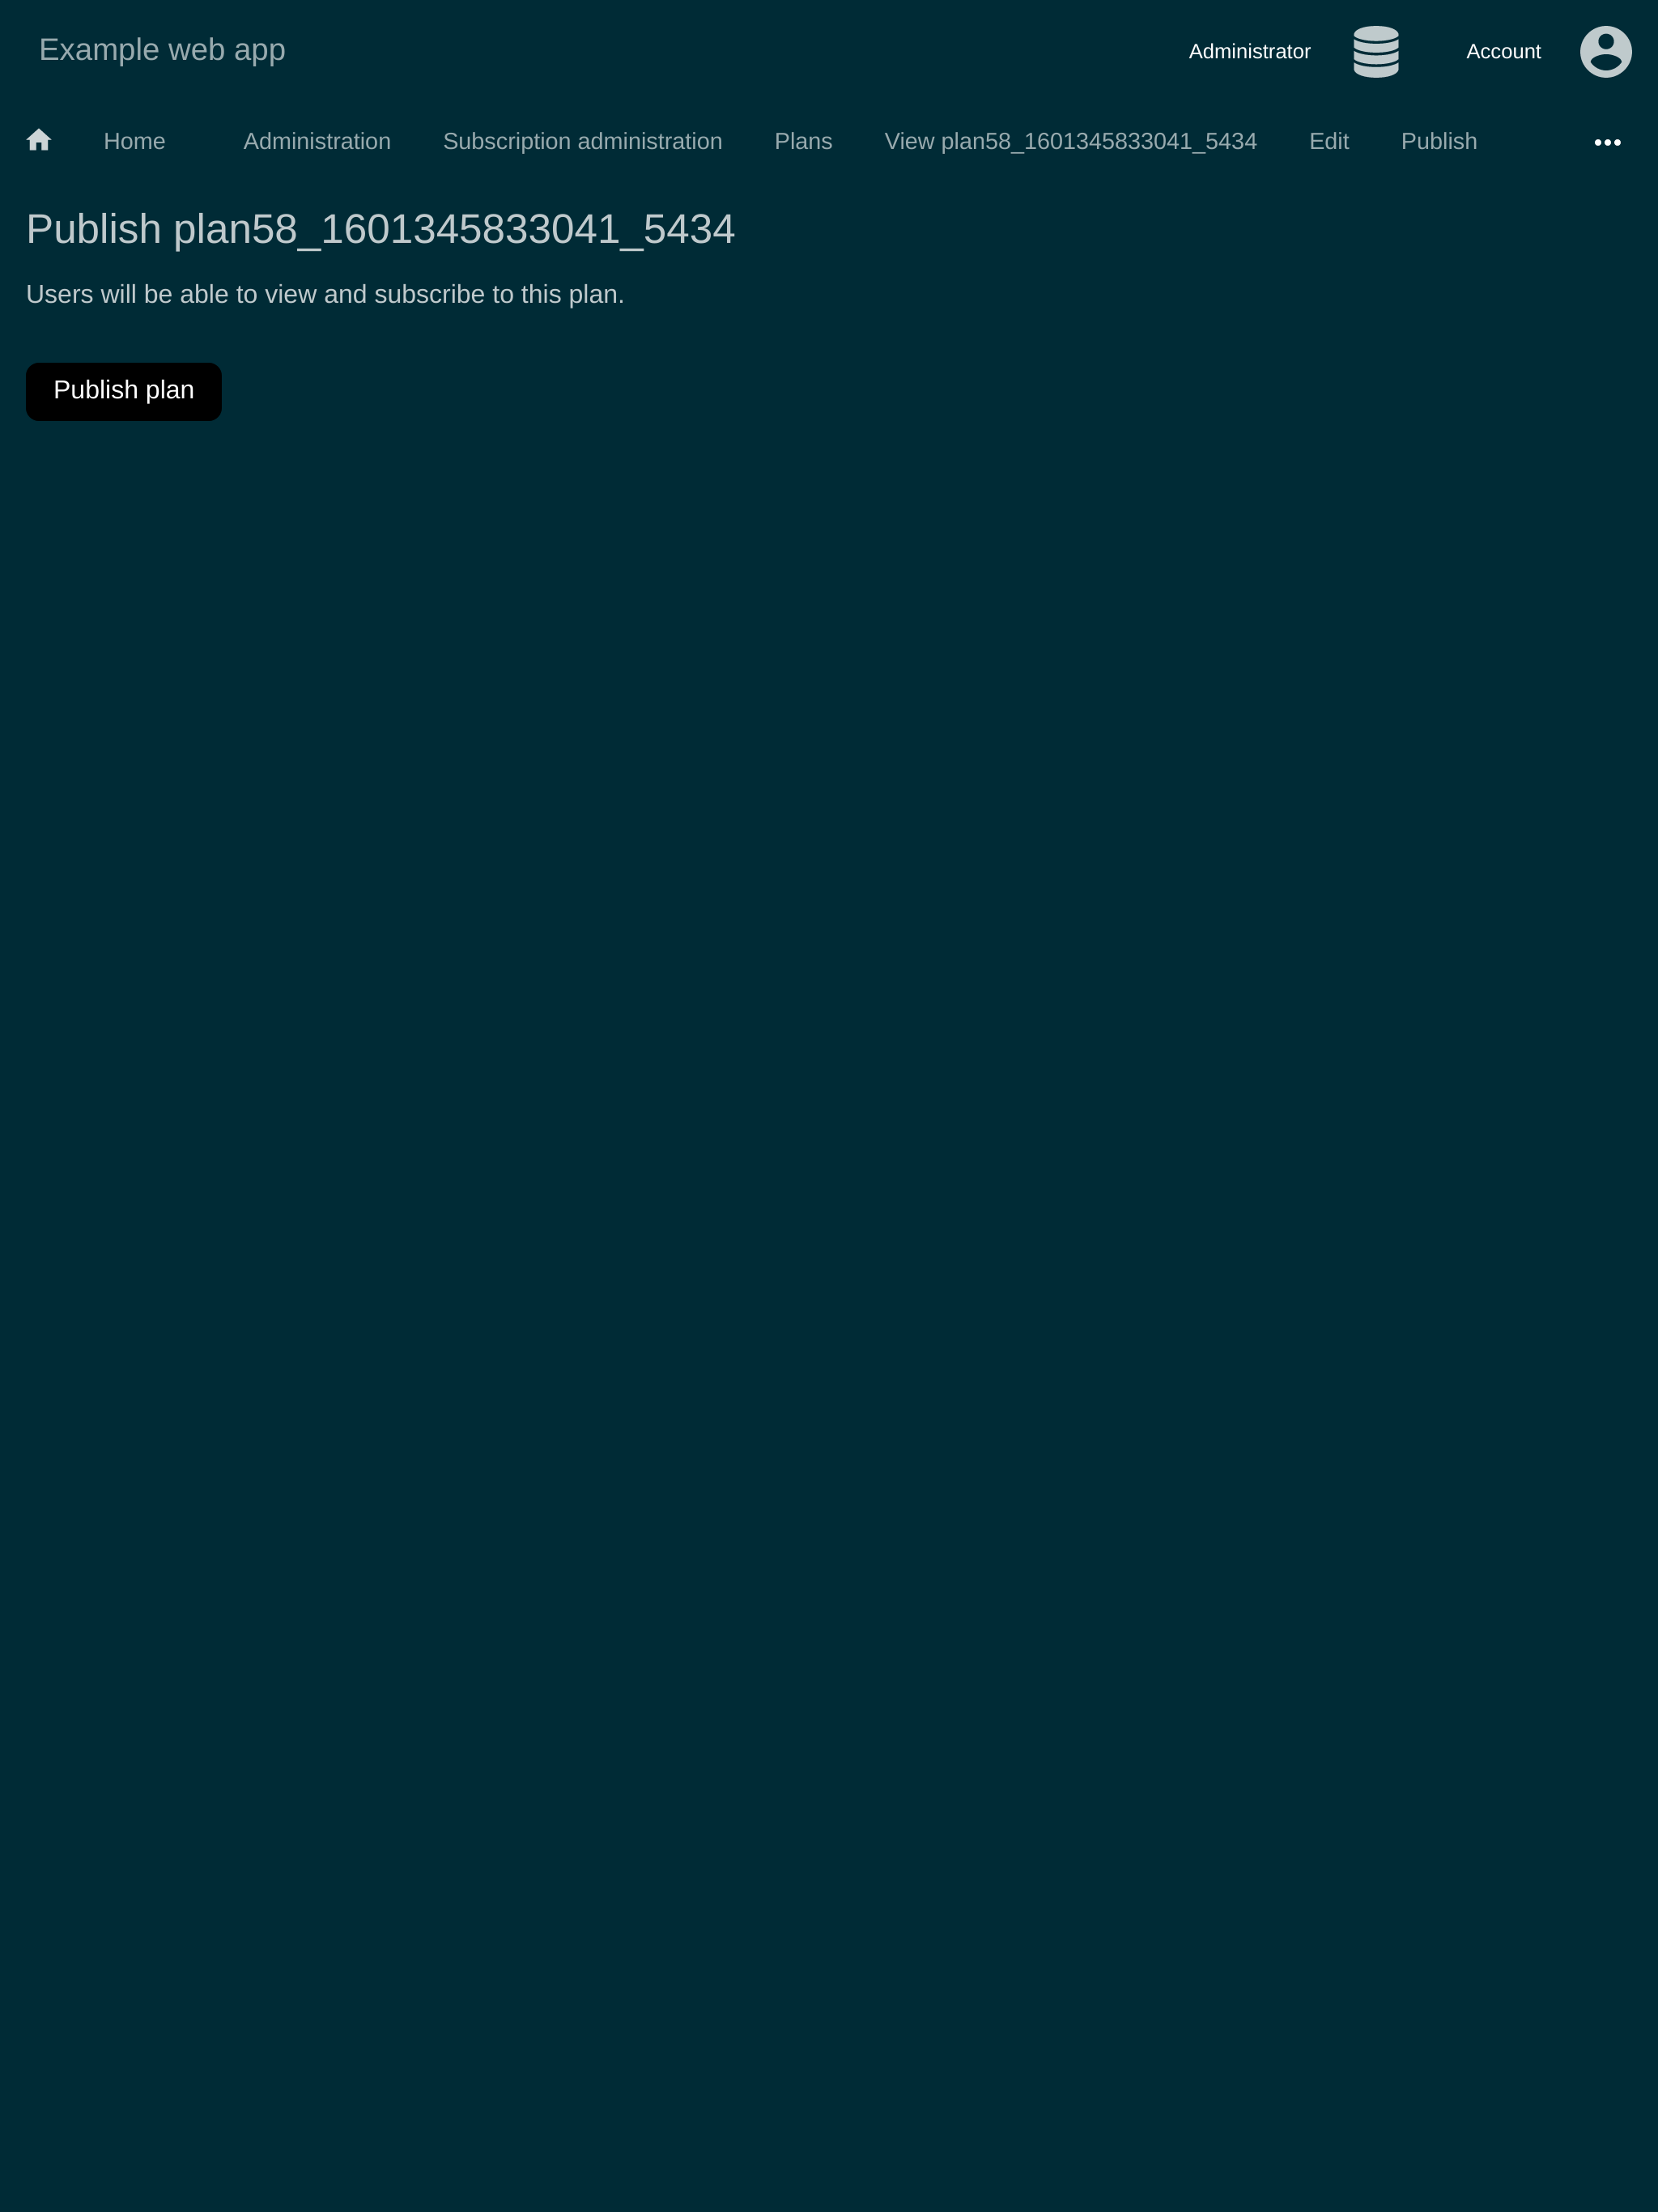 Example web app
Administrator
Account
Home
Administration
Subscription administration
Plans
View plan58_1601345833041_5434
Edit
Publish
Publish plan58_1601345833041_5434
Users will be able to view and subscribe to this plan.
Publish plan